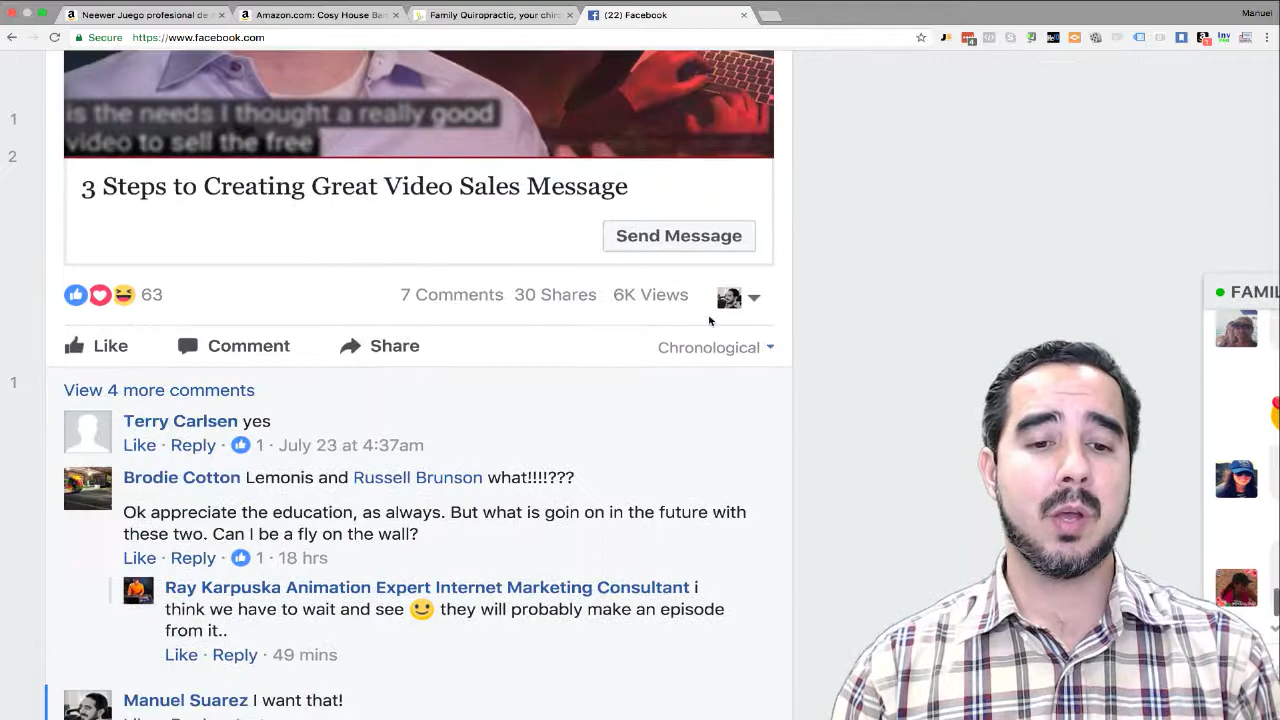 Neewer Juego profesional de m
Amazon.com: Cosy House Ban
Family Quiropractic, your chiro
(22) Facebook
Manuel
Secure
https://www.facebook.com
is the needs I thought a really good
video to sell the free
1
2
3 Steps to Creating Great Video Sales Message
Send Message
63
7 Comments 30 Shares 6K Views
Like Comment Share
Chronological
1
View 4 more comments
Terry Carlsen yes
Like · Reply · 1 · July 23 at 4:37am
Brodie Cotton Lemonis and Russell Brunson what!!!!???
Ok appreciate the education, as always. But what is goin on in the future with
these two. Can I be a fly on the wall?
Like · Reply · 1 · 18 hrs
Ray Karpuska Animation Expert Internet Marketing Consultant i
think we have to wait and see 🙂 they will probably make an episode
from it..
Like · Reply · 49 mins
Manuel Suarez I want that!
FAMIL